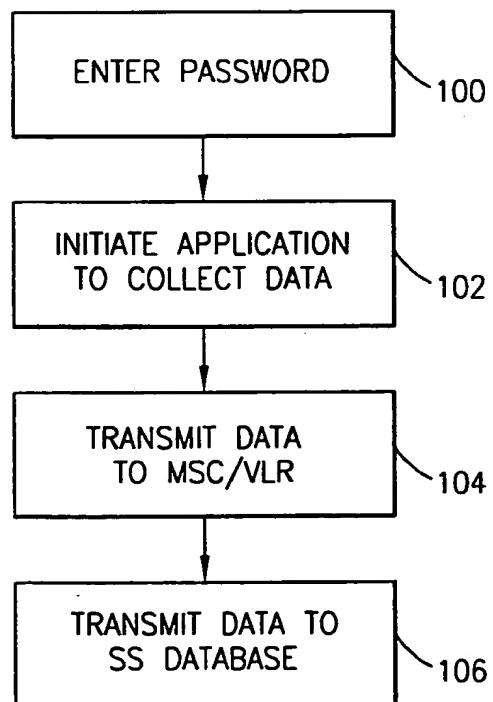 ENTER PASSWORD
100
INITIATE APPLICATION
TO COLLECT DATA
102
TRANSMIT DATA
TO MSC/VLR
104
TRANSMIT DATA TO
SS DATABASE
106